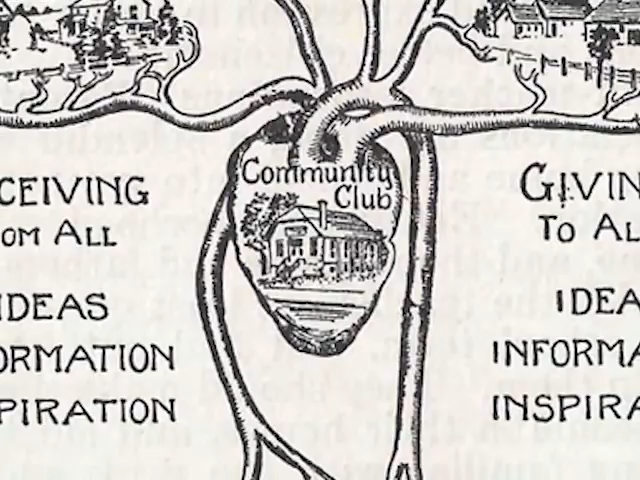 Community
Club
CEIVING
OM ALL
IDEAS
ORMATION
PIRATION
GIVIN
TO AL
IDEA
INFORMA
INSPIRA